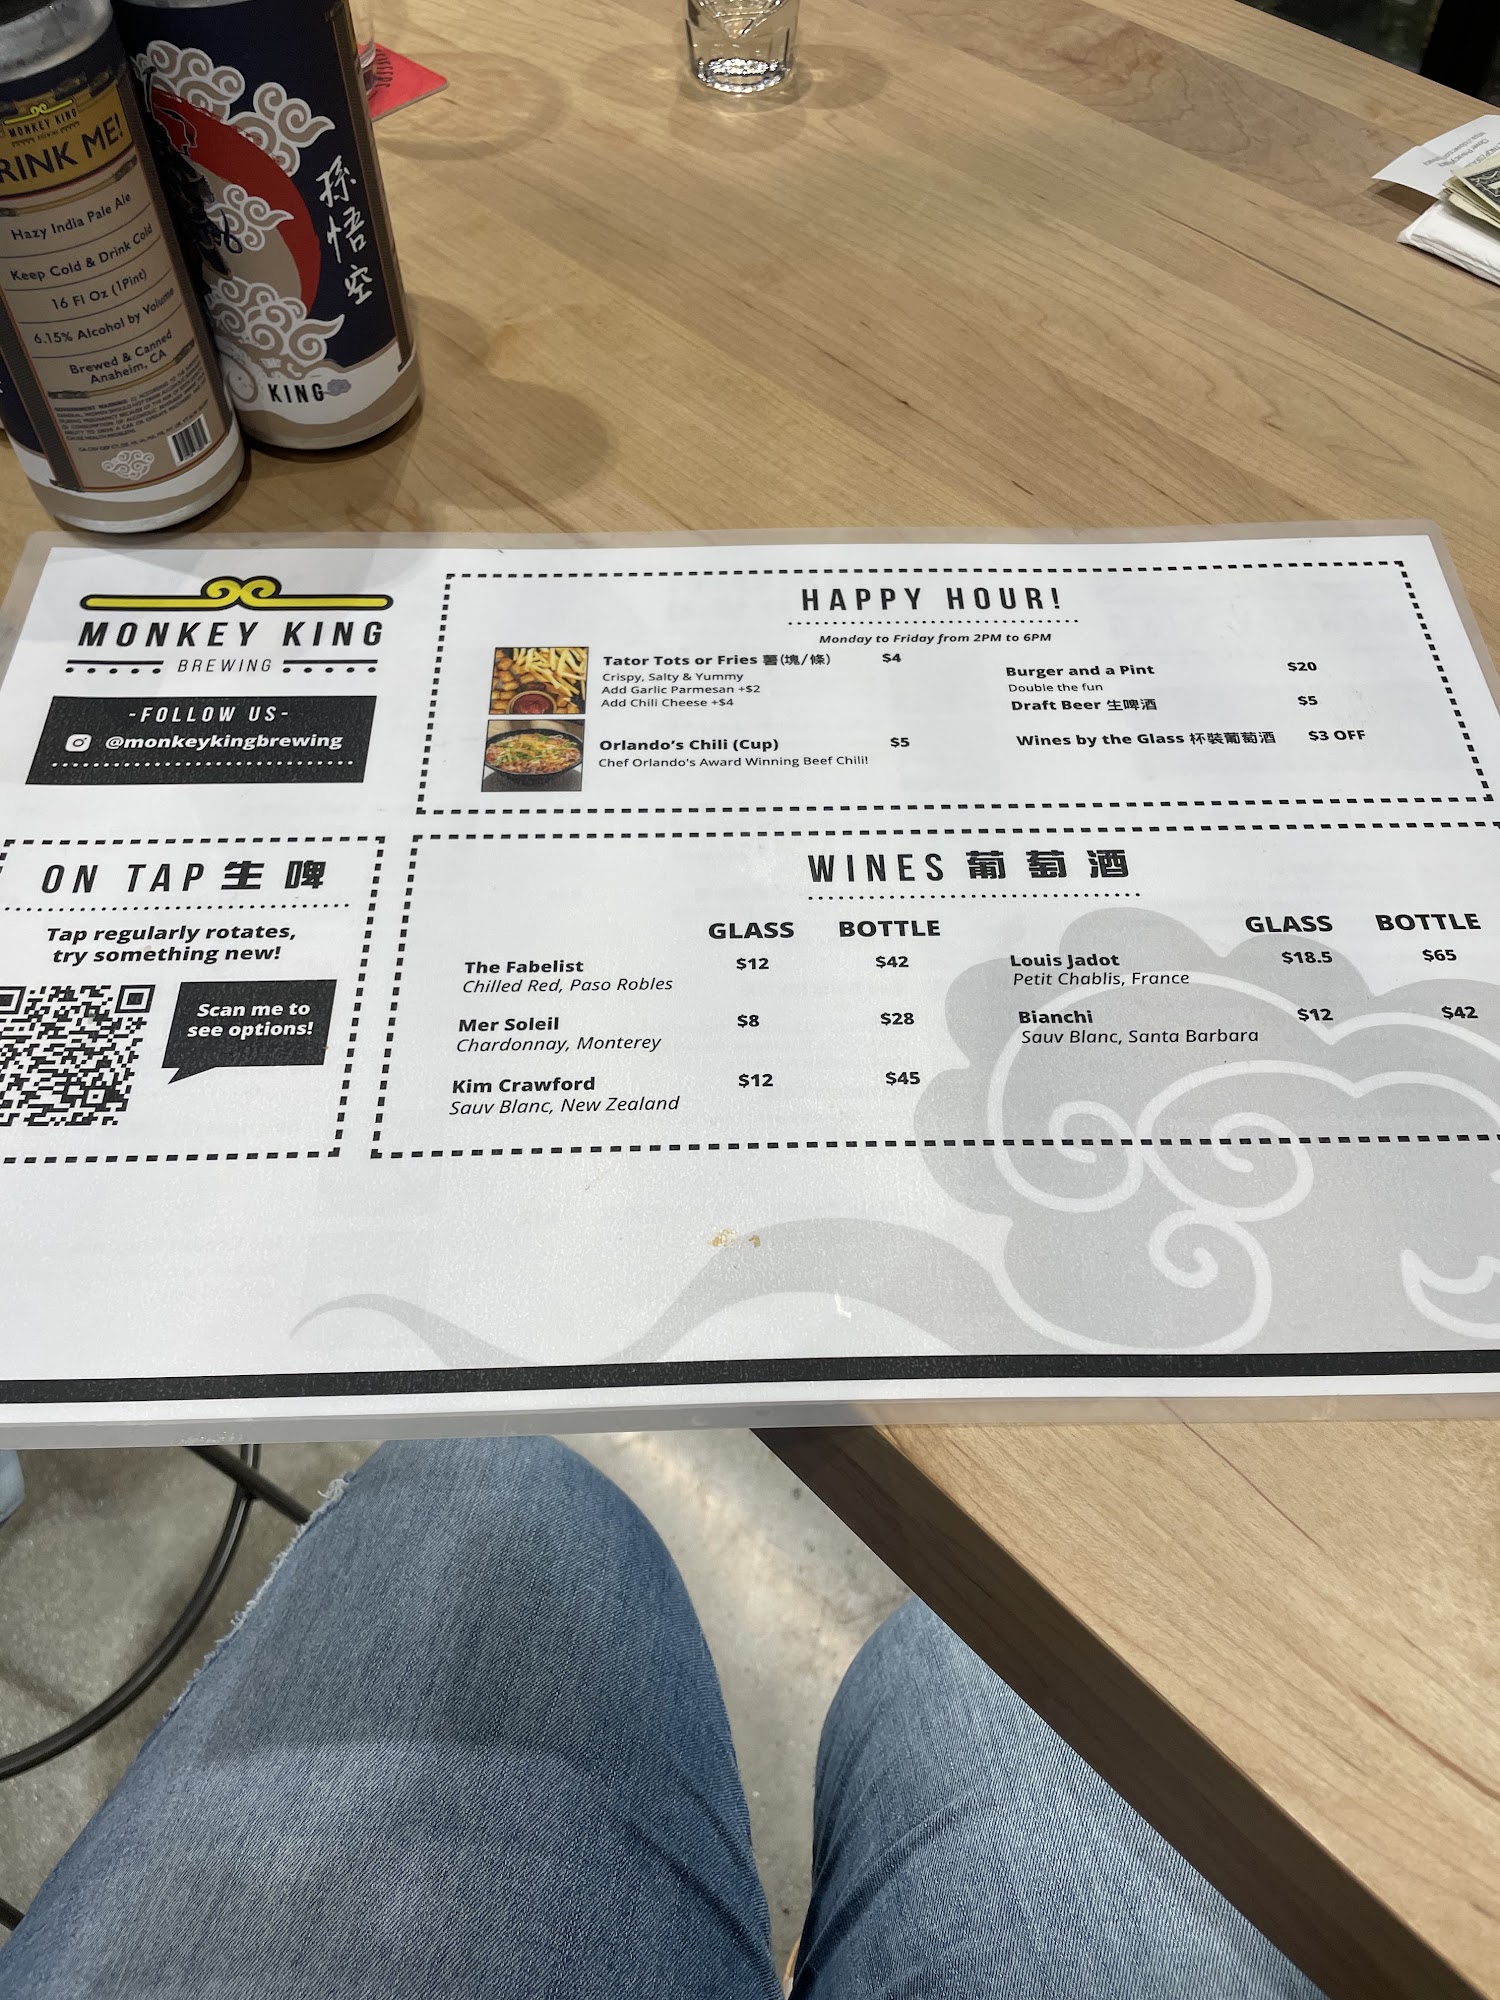 MONKEY KING
RINK ME!
Hazy India Pale Ale
Keep Cold & Drink Cold
16 Fl Oz (1Pint)
6.15% Alcohol by Volume
Brewed & Canned
Anaheim, CA
孫悟空
KING
MONKEY KING
BREWING
-FOLLOW US-
@monkeykingbrewing
HAPPY HOUR!
Monday to Friday from 2PM to 6PM
Tator Tots or Fries 薯(塊/條) $4
Crispy, Salty & Yummy
Add Garlic Parmesan +$2
Add Chili Cheese +$4
Orlando's Chili (Cup) $5
Chef Orlando's Award Winning Beef Chili!
Burger and a Pint $20
Double the fun
Draft Beer 生啤酒 $5
Wines by the Glass 杯裝葡萄酒 $3 OFF
ON TAP 生啤
Tap regularly rotates,
try something new!
Scan me to
see options!
WINES 葡萄酒
GLASS BOTTLE
The Fabelist $12 $42
Chilled Red, Paso Robles
Mer Soleil $8 $28
Chardonnay, Monterey
Kim Crawford $12 $45
Sauv Blanc, New Zealand
GLASS BOTTLE
Louis Jadot $18.5 $65
Petit Chablis, France
Bianchi $12 $42
Sauv Blanc, Santa Barbara